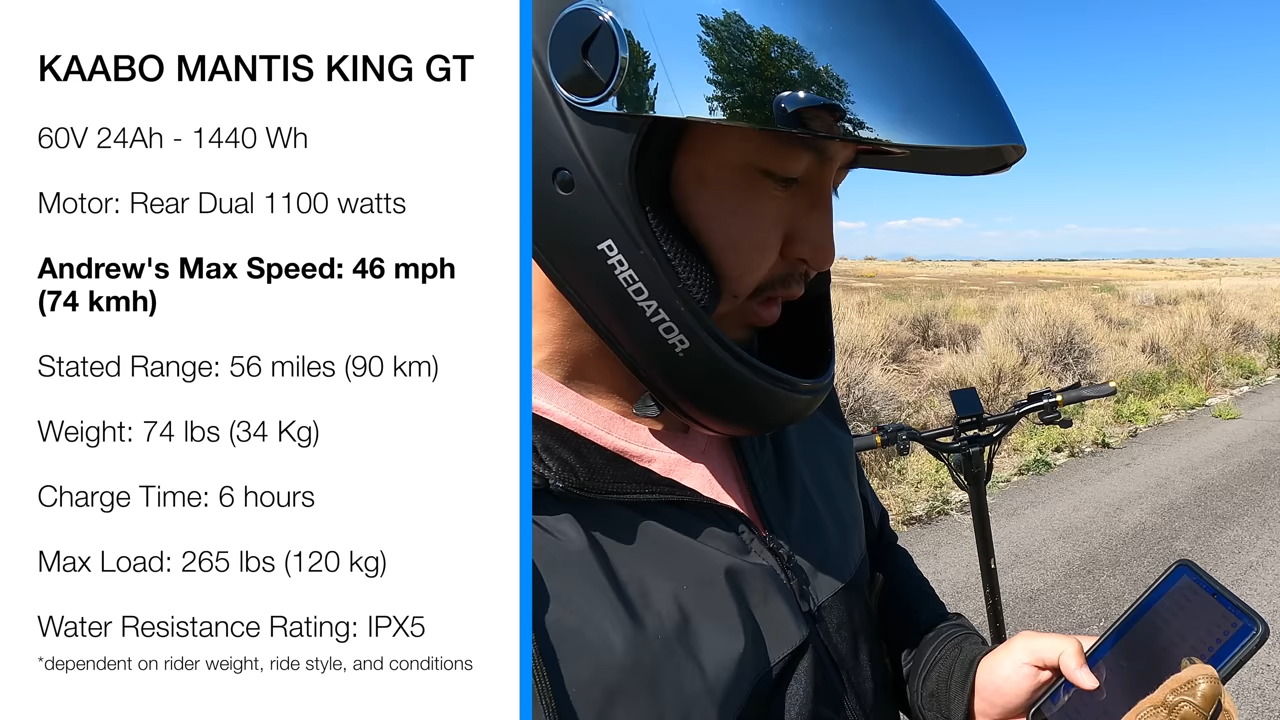 KAABO MANTIS KING GT
60V 24Ah - 1440 Wh
Motor: Rear Dual 1100 watts
Andrew's Max Speed: 46 mph
(74 kmh)
Stated Range: 56 miles (90 km)
Weight: 74 lbs (34 Kg)
Charge Time: 6 hours
Max Load: 265 lbs (120 kg)
Water Resistance Rating: IPX5
*dependent on rider weight, ride style, and conditions
PREDATOR.